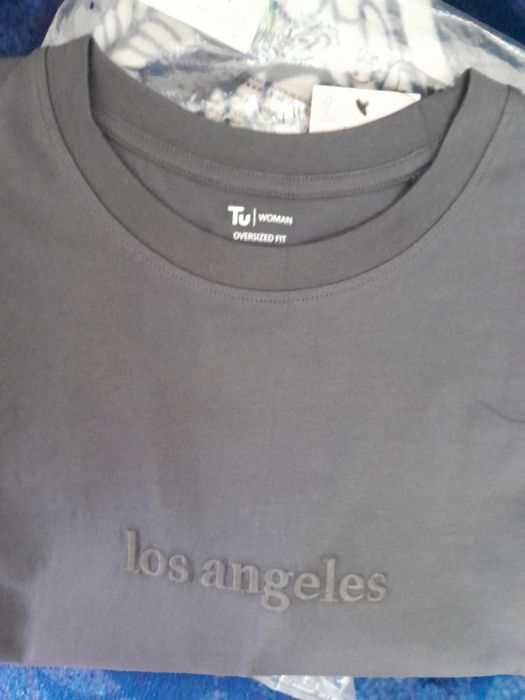 Tu | WOMAN
OVERSIZED FIT
los angeles